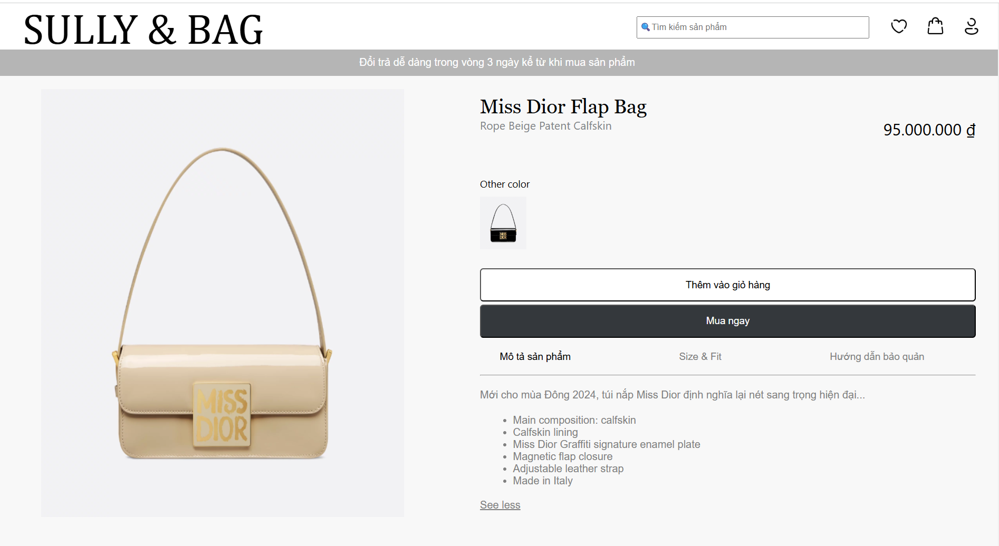 SULLY & BAG
Tìm kiếm sản phẩm
Đổi trả dễ dàng trong vòng 3 ngày kể từ khi mua sản phẩm
Miss Dior Flap Bag
Rope Beige Patent Calfskin
95.000.000 ₫
Other color
MISS
DIOR
Thêm vào giỏ hàng
Mua ngay
Mô tả sản phẩm
Size & Fit
Hướng dẫn bảo quản
Mới cho mùa Đông 2024, túi nắp Miss Dior định nghĩa lại nét sang trọng hiện đại...
Main composition: calfskin
Calfskin lining
Miss Dior Graffiti signature enamel plate
Magnetic flap closure
Adjustable leather strap
Made in Italy
See less
MISS
DIOR